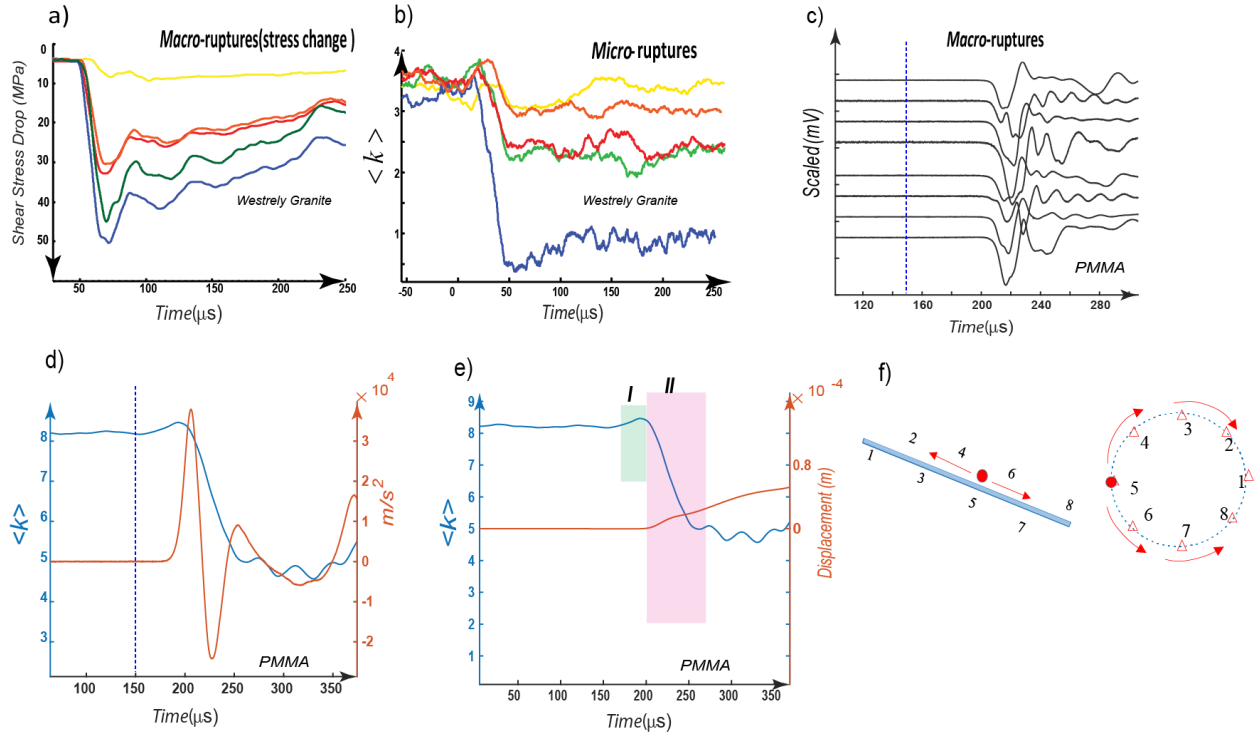 a)
Macro-ruptures(stress change )
Shear Stress Drop (MPa)
0
10
20
30
40
50
Westrely Granite
50
100
150
200
250
Time(μs)
b)
Micro-ruptures
< k >
4
3
2
1
Westrely Granite
-50
0
50
100
150
200
250
Time(μs)
c)
Macro-ruptures
Scaled (mV)
PMMA
120
160
200
240
280
Time(μs)
d)
× 10⁴
<k>
8
7
6
5
4
3
m/s²
3
2
1
0
-1
-2
PMMA
100
150
200
250
300
350
Time(μs)
e)
I
II
× 10⁻⁴
<k>
9
8
7
6
5
4
3
2
1
Displacement (m)
0.8
0
PMMA
50
100
150
200
250
300
350
Time(μs)
f)
1
2
3
4
5
6
7
8
1
2
3
4
5
6
7
8